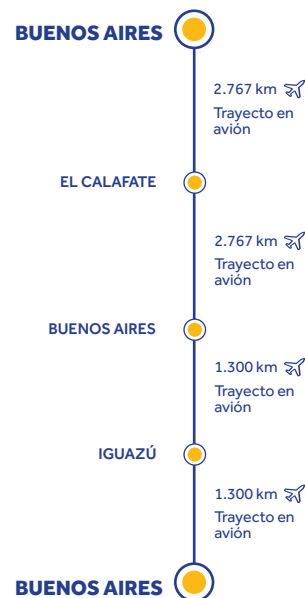 BUENOS AIRES
2.767 km
Trayecto en
avión
EL CALAFATE
2.767 km
Trayecto en
avión
BUENOS AIRES
1.300 km
Trayecto en
avión
IGUAZÚ
1.300 km
Trayecto en
avión
BUENOS AIRES